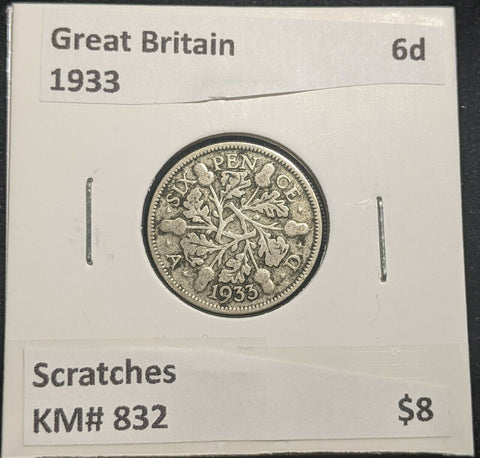 Great Britain 6d
1933
SIX PENCE
A D
1933
Scratches
KM# 832 $8